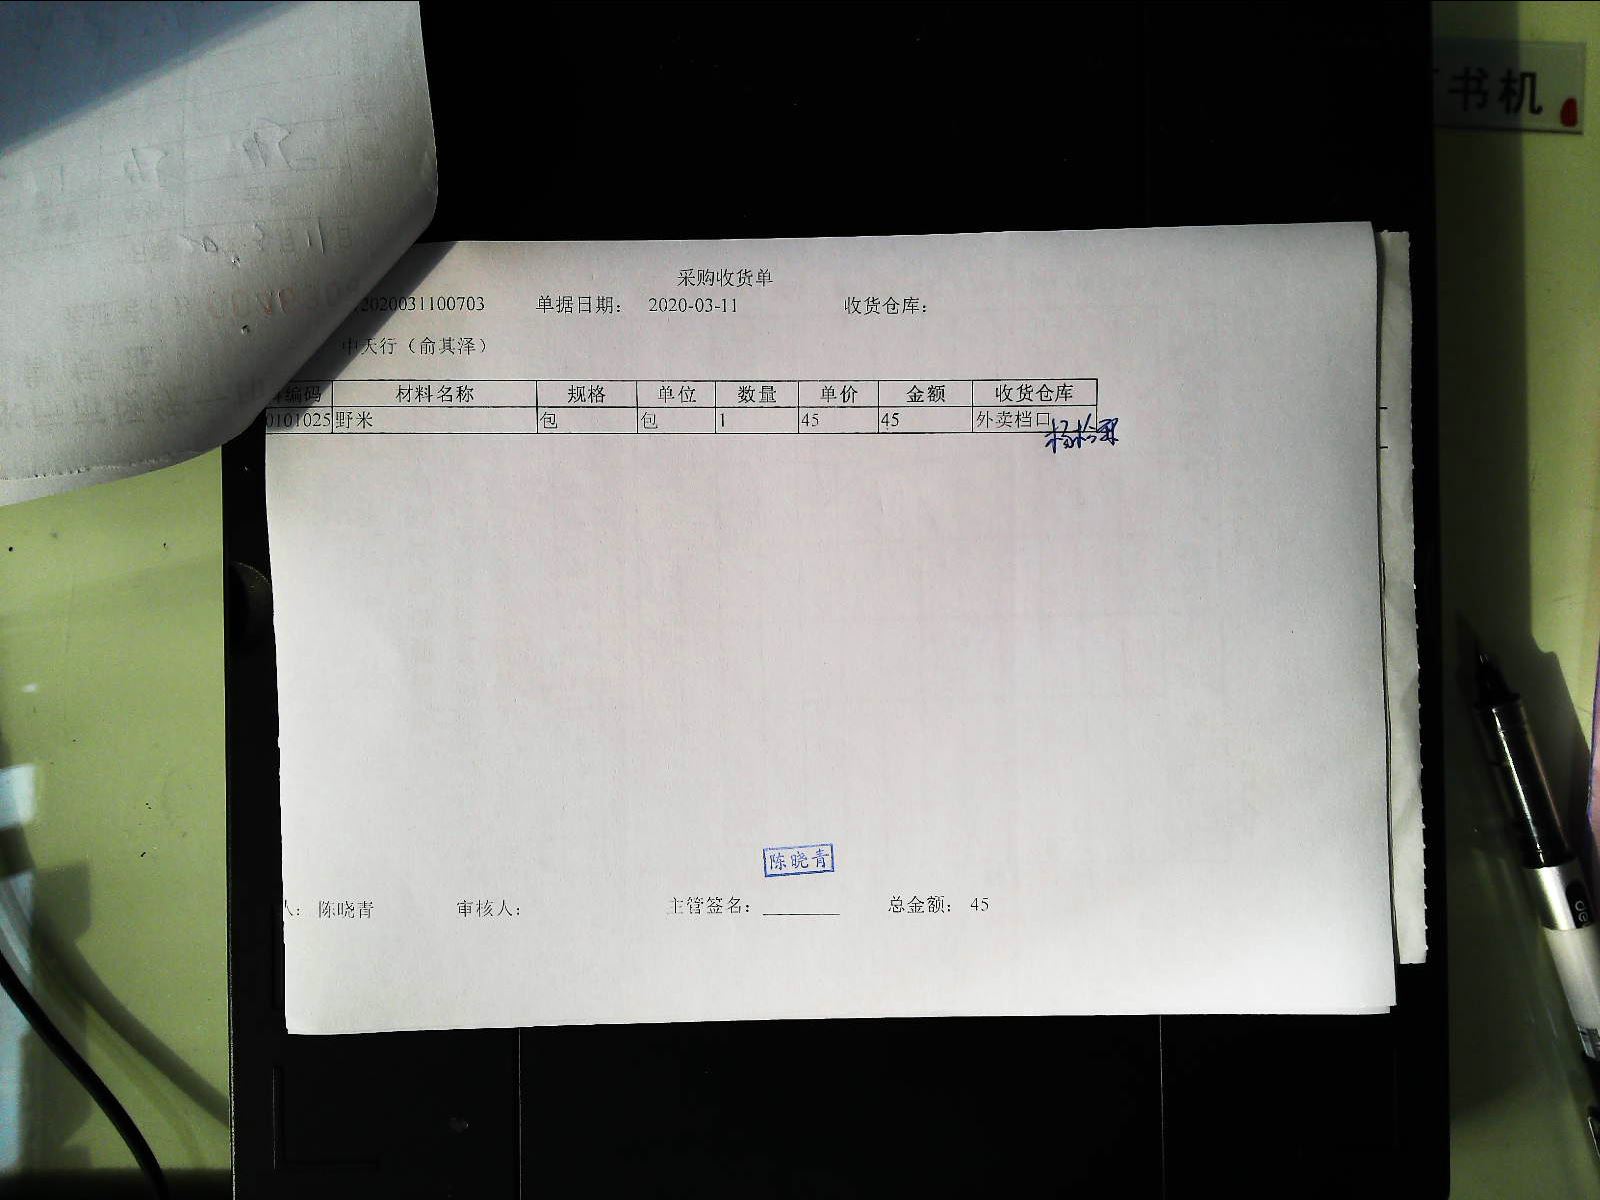 书机
采购收货单
2020031100703 单据日期： 2020-03-11 收货仓库：
中天行（俞其泽）
编码 材料名称 规格 单位 数量 单价 金额 收货仓库
0101025 野米 包 包 1 45 45 外卖档口
陈晓青
人： 陈晓青 审核人： 主管签名： 总金额： 45